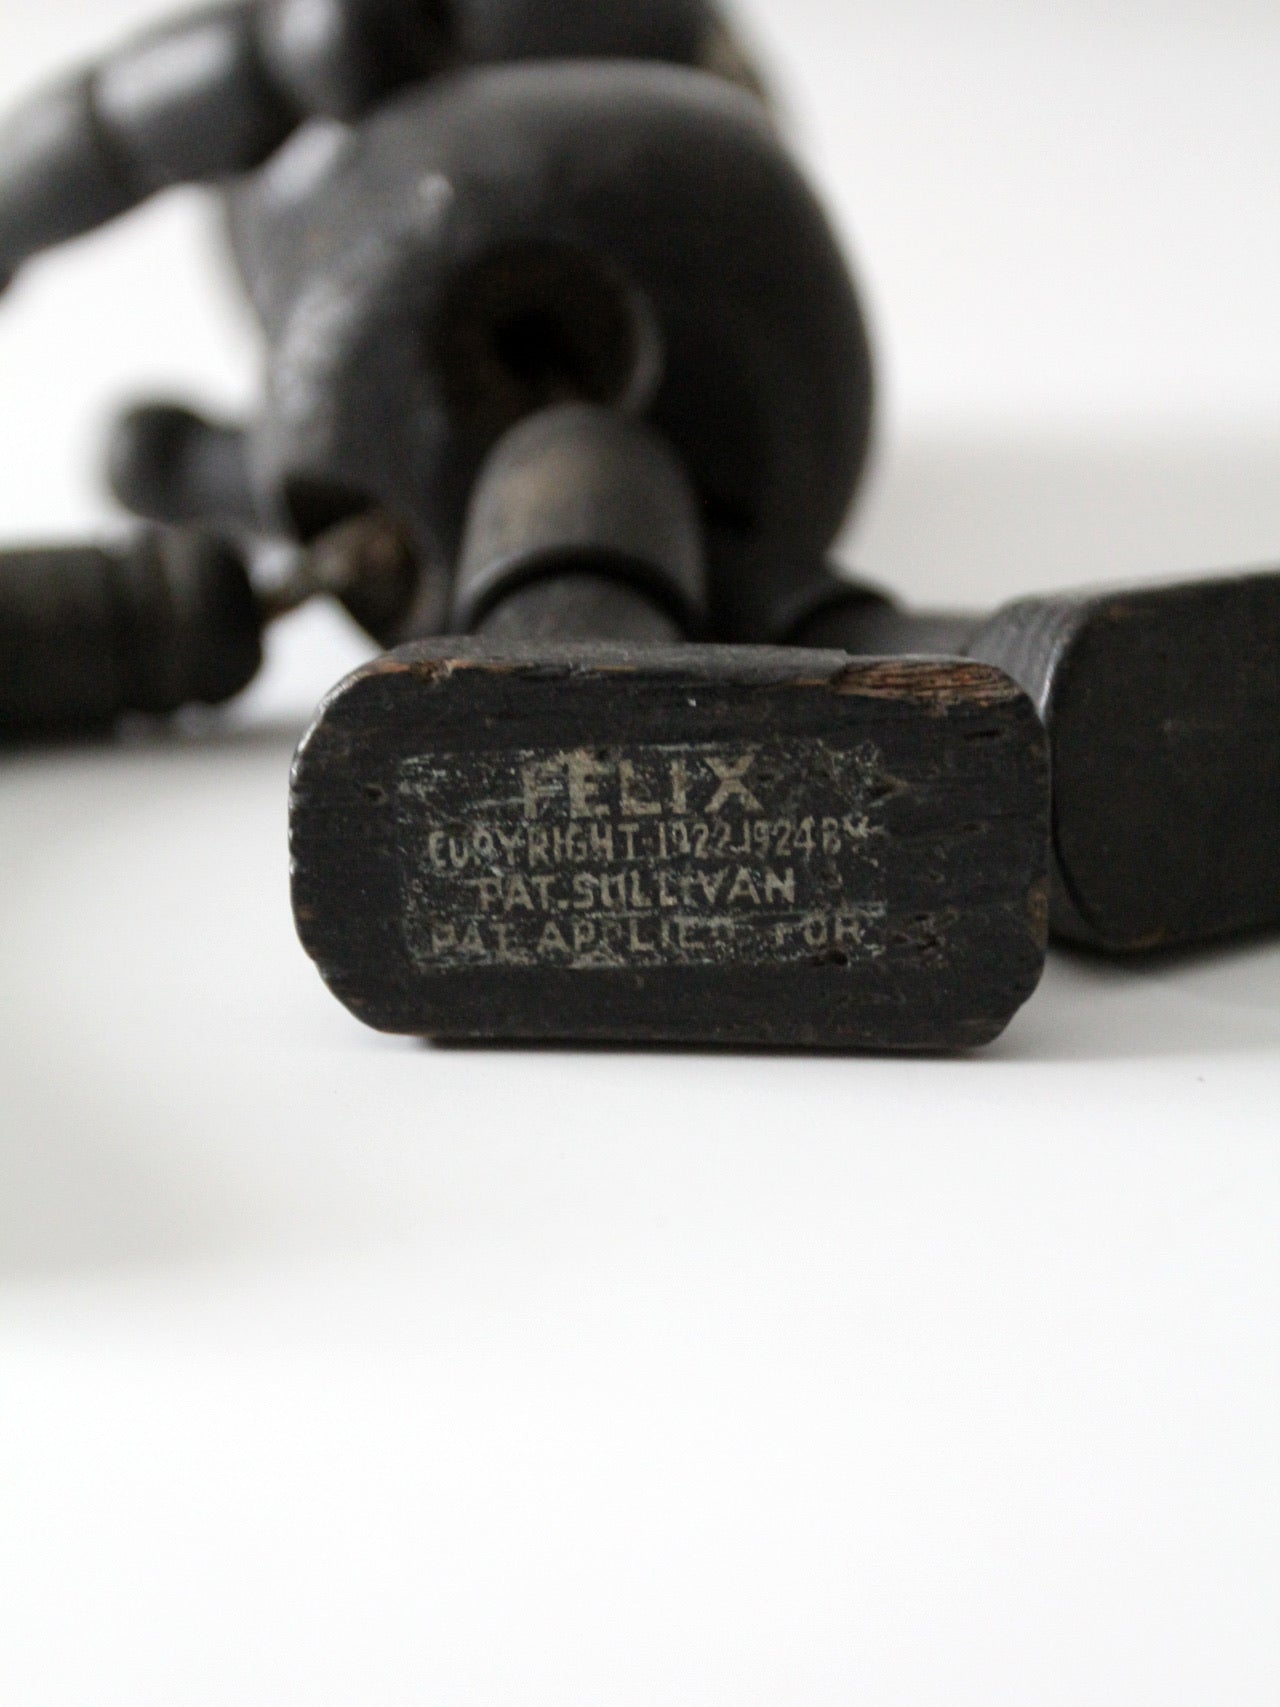 FELIX
COPYRIGHT-1922,1924 BY
PAT. SULLIVAN
PAT. APPLIED FOR